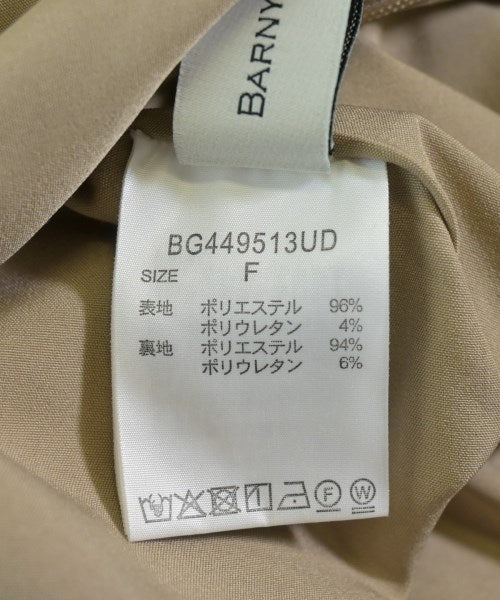 BARNY
BG449513UD
SIZE F
表地 ポリエステル 96%
ポリウレタン 4%
裏地 ポリエステル 94%
ポリウレタン 6%
F W